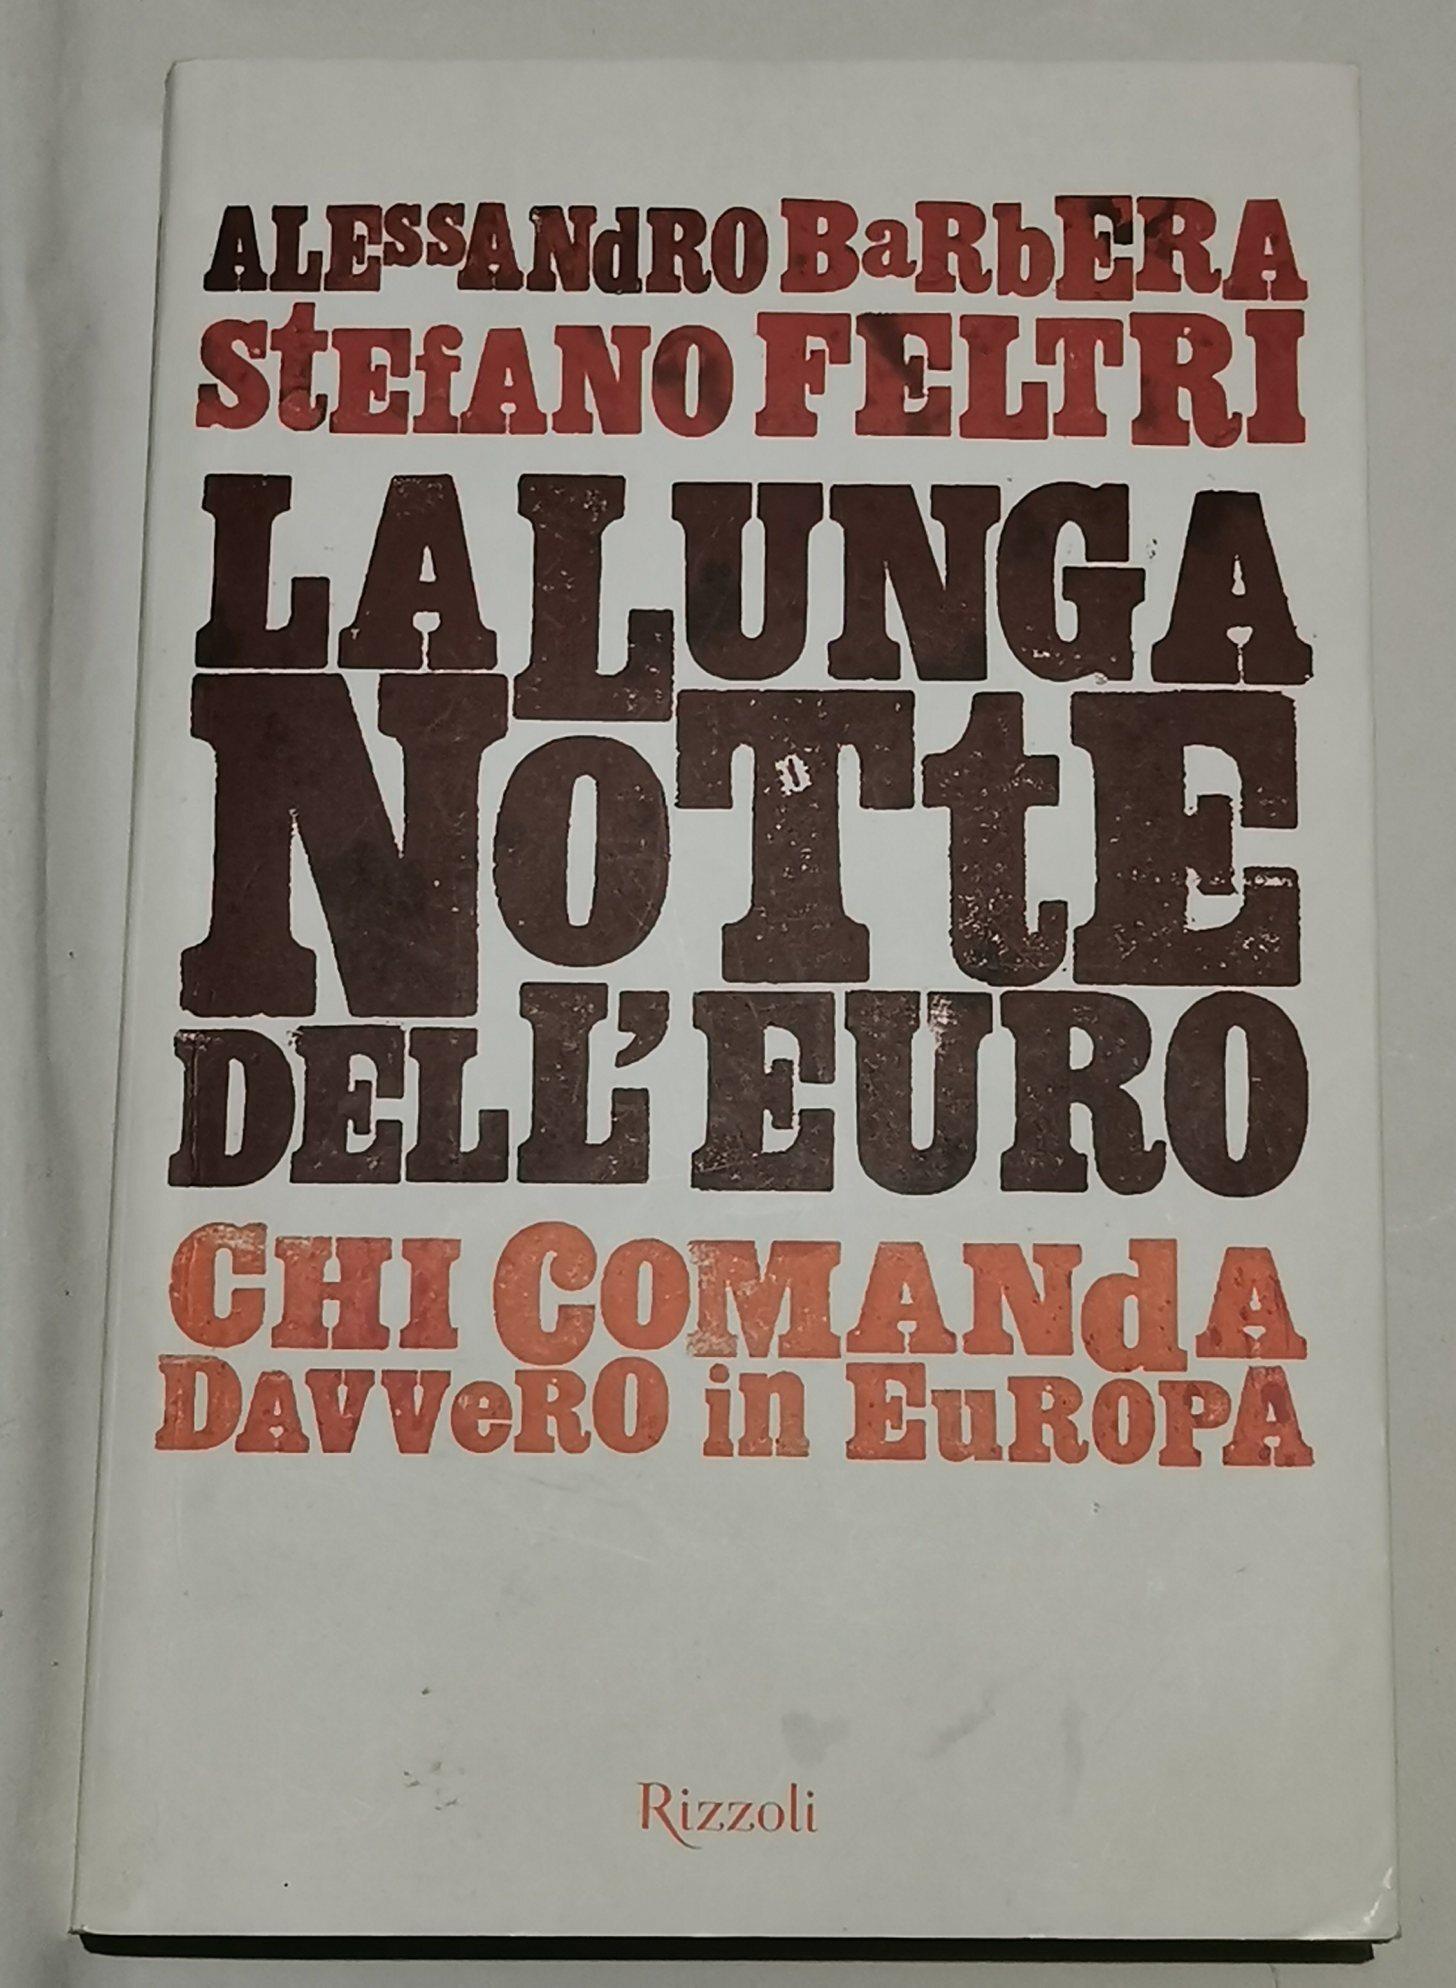 ALESSANdRO BaRbERA
StEfANO FELTRI
LA LUNGA
NoTtE
DELL'EURO
CHI COMANdA
DAVVeRO in EuROPA
Rizzoli